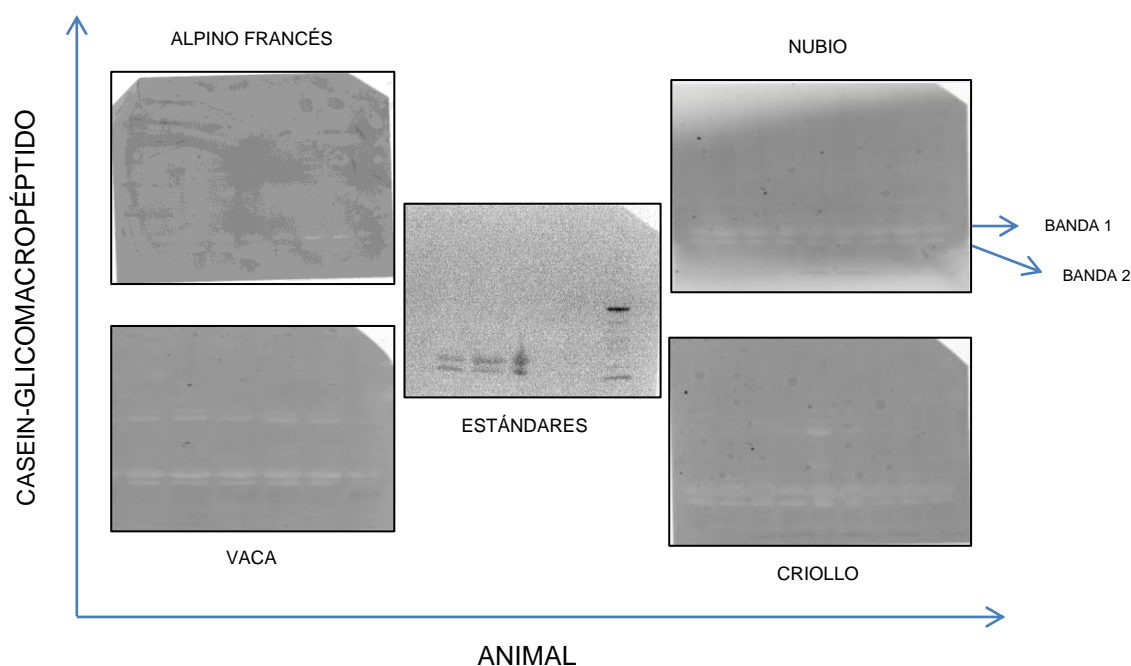 ALPINO FRANCÉS
NUBIO
CASEIN-GLICOMACROPÉPTIDO
BANDA 1
BANDA 2
ESTÁNDARES
VACA
CRIOLLO
ANIMAL